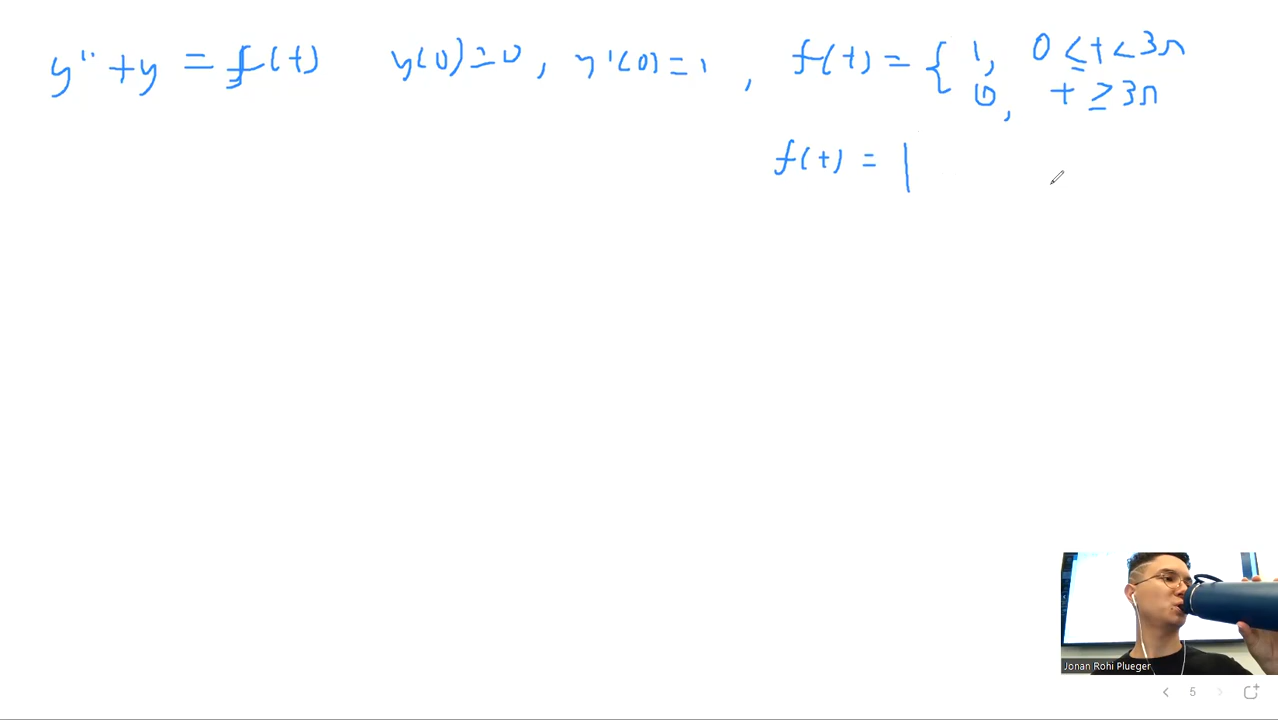 y'' + y = f(t) y(0)=0, y'(0)=1, f(t) = { 1, 0 ≤ t < 3π
0, t ≥ 3π
f(t) = 1
Jonan Rohi Plueger
5